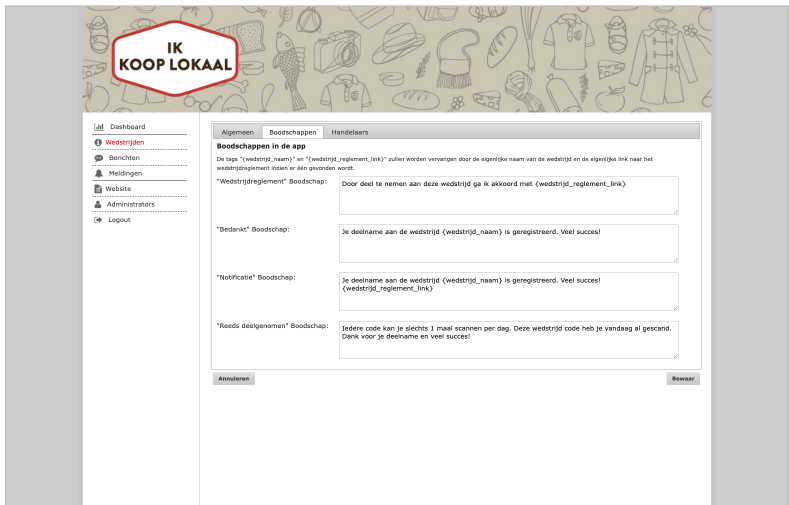 IK
KOOP LOKAAL
Dashboard
Wedstrijden
Berichten
Meldingen
Website
Administrators
Logout
Algemeen Boodschappen Handelaars
Boodschappen in de app
De tags "{wedstrijd_naam}" en "{wedstrijd_reglement_link}" zullen worden vervangen door de eigenlijke naam van de wedstrijd en de eigenlijke link naar het
wedstrijdreglement indien er één gevonden wordt.
"Wedstrijdreglement" Boodschap:
Door deel te nemen aan deze wedstrijd ga ik akkoord met {wedstrijd_reglement_link}
"Bedankt" Boodschap:
Je deelname aan de wedstrijd {wedstrijd_naam} is geregistreerd. Veel succes!
"Notificatie" Boodschap:
Je deelname aan de wedstrijd {wedstrijd_naam} is geregistreerd. Veel succes!
{wedstrijd_reglement_link}
"Reeds deelgenomen" Boodschap:
Iedere code kan je slechts 1 maal scannen per dag. Deze wedstrijd code heb je vandaag al gescand.
Dank voor je deelname en veel succes!
Annuleren
Bewaar